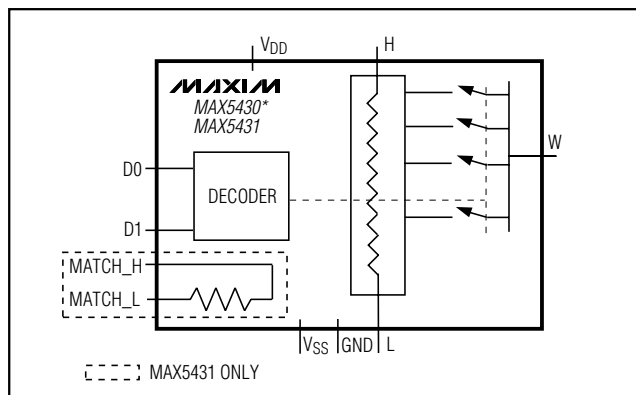 VDD
H
MAXIM
MAX5430*
MAX5431
W
D0
DECODER
D1
MATCH_H
MATCH_L
VSS
GND
L
MAX5431 ONLY